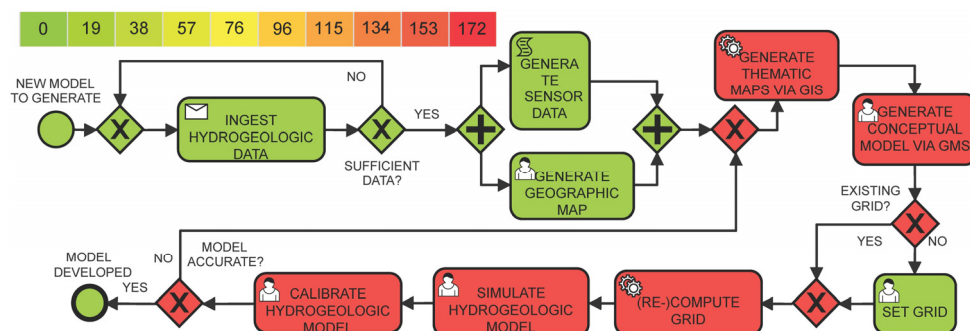 0 19 38 57 76 96 115 134 153 172
NEW MODEL
TO GENERATE
NO
INGEST
HYDROGEOLOGIC
DATA
YES
SUFFICIENT
DATA?
GENERA
TE
SENSOR
DATA
GENERATE
GEOGRAPHIC
MAP
GENERATE
THEMATIC
MAPS VIA GIS
GENERATE
CONCEPTUAL
MODEL VIA GMS
EXISTING
GRID?
YES
NO
SET GRID
(RE-)COMPUTE
GRID
SIMULATE
HYDROGEOLOGIC
MODEL
CALIBRATE
HYDROGEOLOGIC
MODEL
MODEL
ACCURATE?
NO
YES
MODEL
DEVELOPED